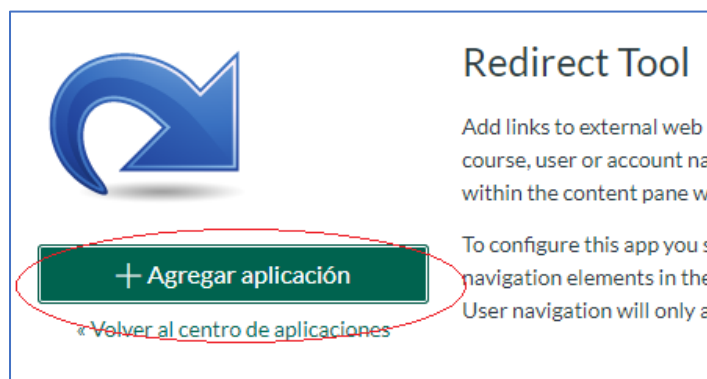 Redirect Tool
Add links to external web
course, user or account
within the content pane
To configure this app you
navigation elements in the
User navigation will only
+ Agregar aplicación
« Volver al centro de aplicaciones